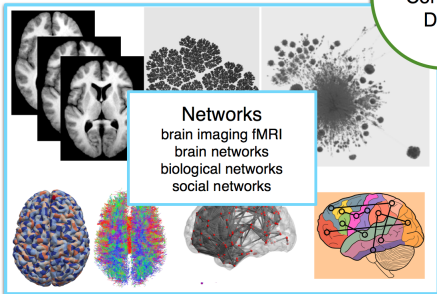 Networks
brain imaging fMRI
brain networks
biological networks
social networks